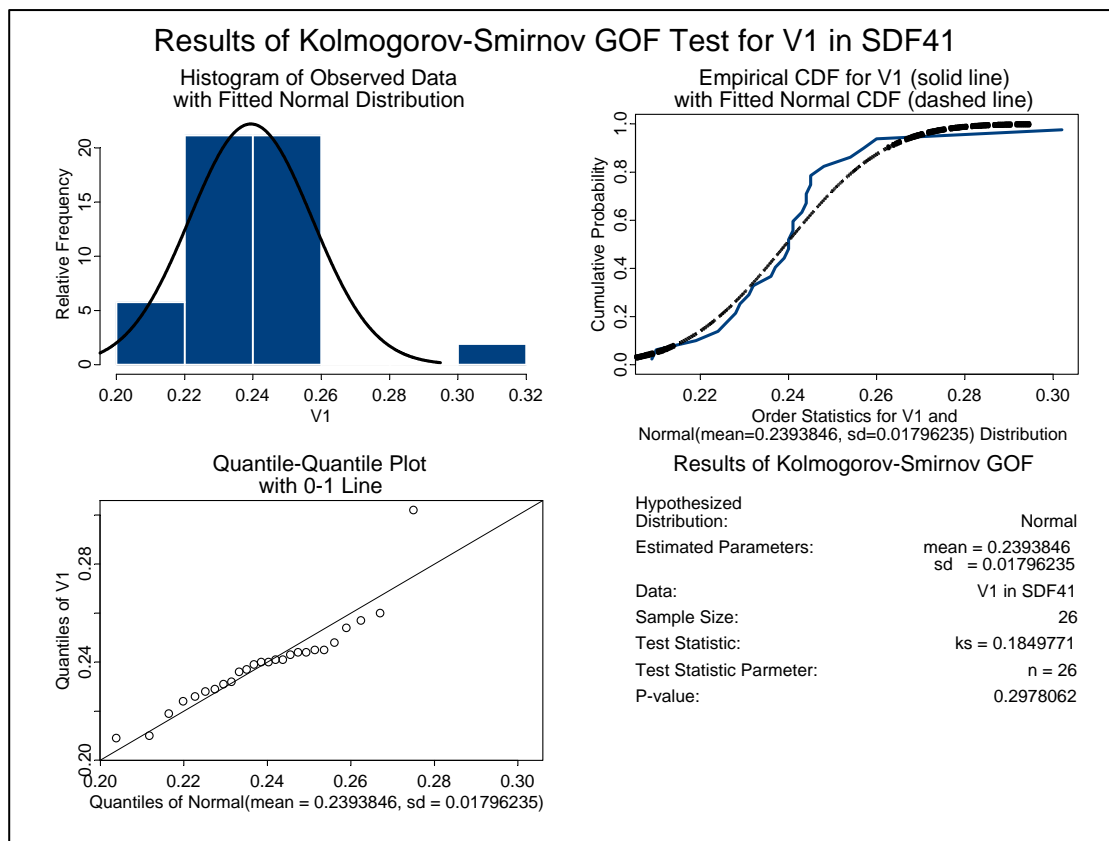 Results of Kolmogorov-Smirnov GOF Test for V1 in SDF41
Histogram of Observed Data
with Fitted Normal Distribution
Relative Frequency
0 5 10 15 20
0.20 0.22 0.24 0.26 0.28 0.30 0.32
V1
Empirical CDF for V1 (solid line)
with Fitted Normal CDF (dashed line)
Cumulative Probability
0.0 0.2 0.4 0.6 0.8 1.0
0.22 0.24 0.26 0.28 0.30
Order Statistics for V1 and
Normal(mean=0.2393846, sd=0.01796235) Distribution
Quantile-Quantile Plot
with 0-1 Line
Quantiles of V1
0.20 0.24 0.28
0.20 0.22 0.24 0.26 0.28 0.30
Quantiles of Normal(mean = 0.2393846, sd = 0.01796235)
Results of Kolmogorov-Smirnov GOF
Hypothesized
Distribution: Normal
Estimated Parameters: mean = 0.2393846
sd = 0.01796235
Data: V1 in SDF41
Sample Size: 26
Test Statistic: ks = 0.1849771
Test Statistic Parmeter: n = 26
P-value: 0.2978062